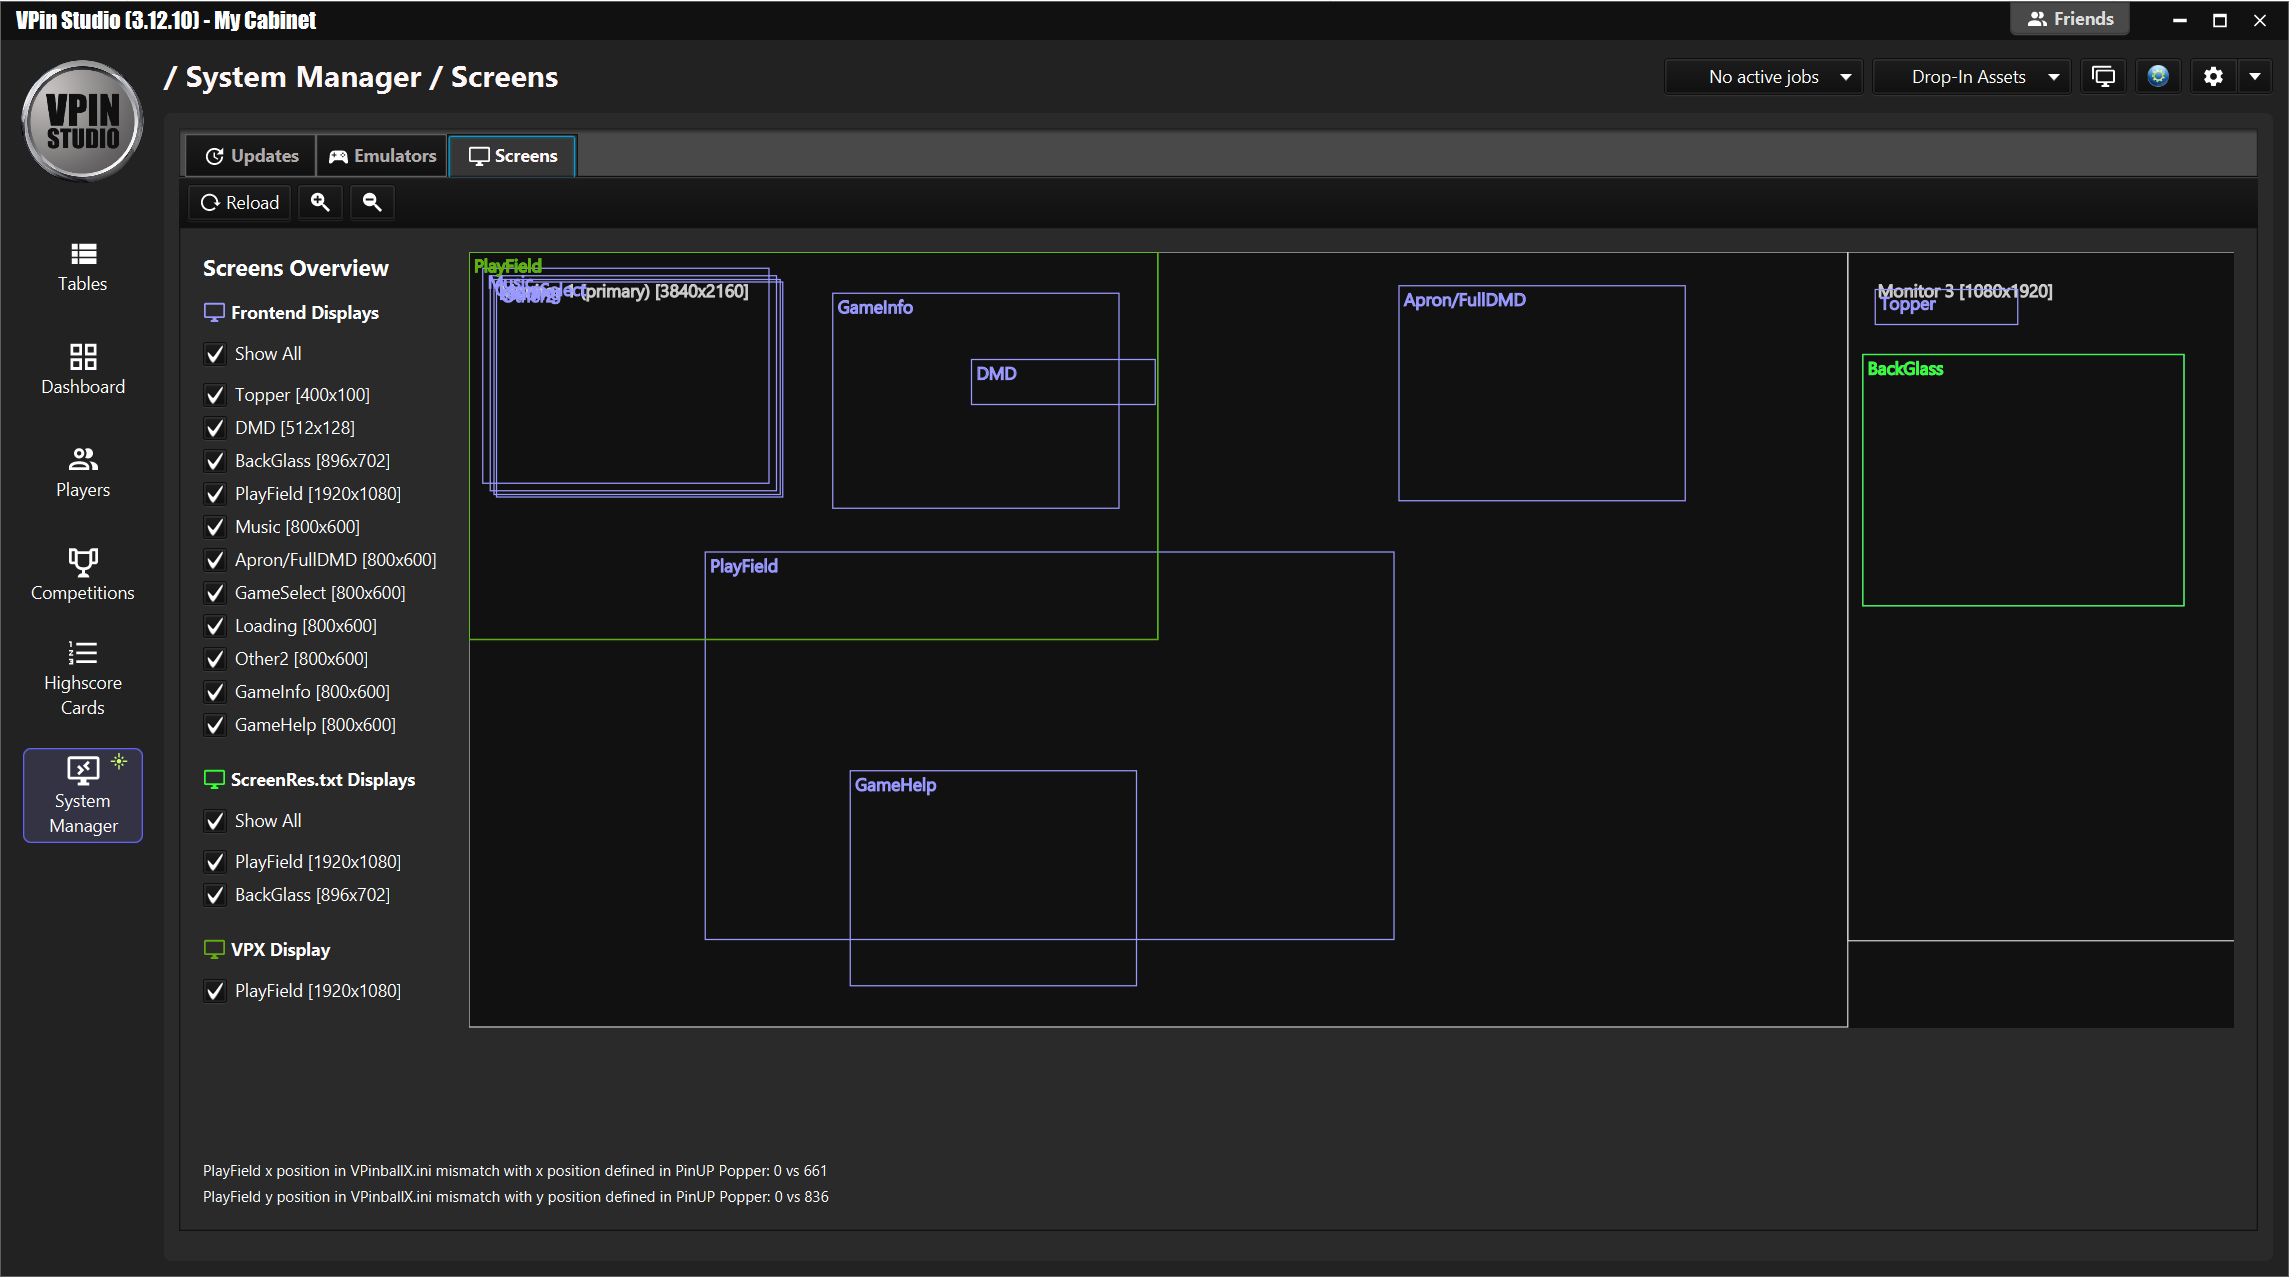 VPin Studio (3.12.10) - My Cabinet
Friends
VPIN
STUDIO
/ System Manager / Screens
No active jobs
Drop-In Assets
Updates
Emulators
Screens
Reload
Tables
Dashboard
Players
Competitions
Highscore
Cards
System
Manager
Screens Overview
Frontend Displays
Show All
Topper [400x100]
DMD [512x128]
BackGlass [896x702]
PlayField [1920x1080]
Music [800x600]
Apron/FullDMD [800x600]
GameSelect [800x600]
Loading [800x600]
Other2 [800x600]
GameInfo [800x600]
GameHelp [800x600]
ScreenRes.txt Displays
Show All
PlayField [1920x1080]
BackGlass [896x702]
VPX Display
PlayField [1920x1080]
PlayField
Music
1 (primary) [3840x2160]
GameInfo
DMD
Apron/FullDMD
Monitor 3 [1080x1920]
Topper
BackGlass
PlayField
GameHelp
PlayField x position in VPinballX.ini mismatch with x position defined in PinUP Popper: 0 vs 661
PlayField y position in VPinballX.ini mismatch with y position defined in PinUP Popper: 0 vs 836